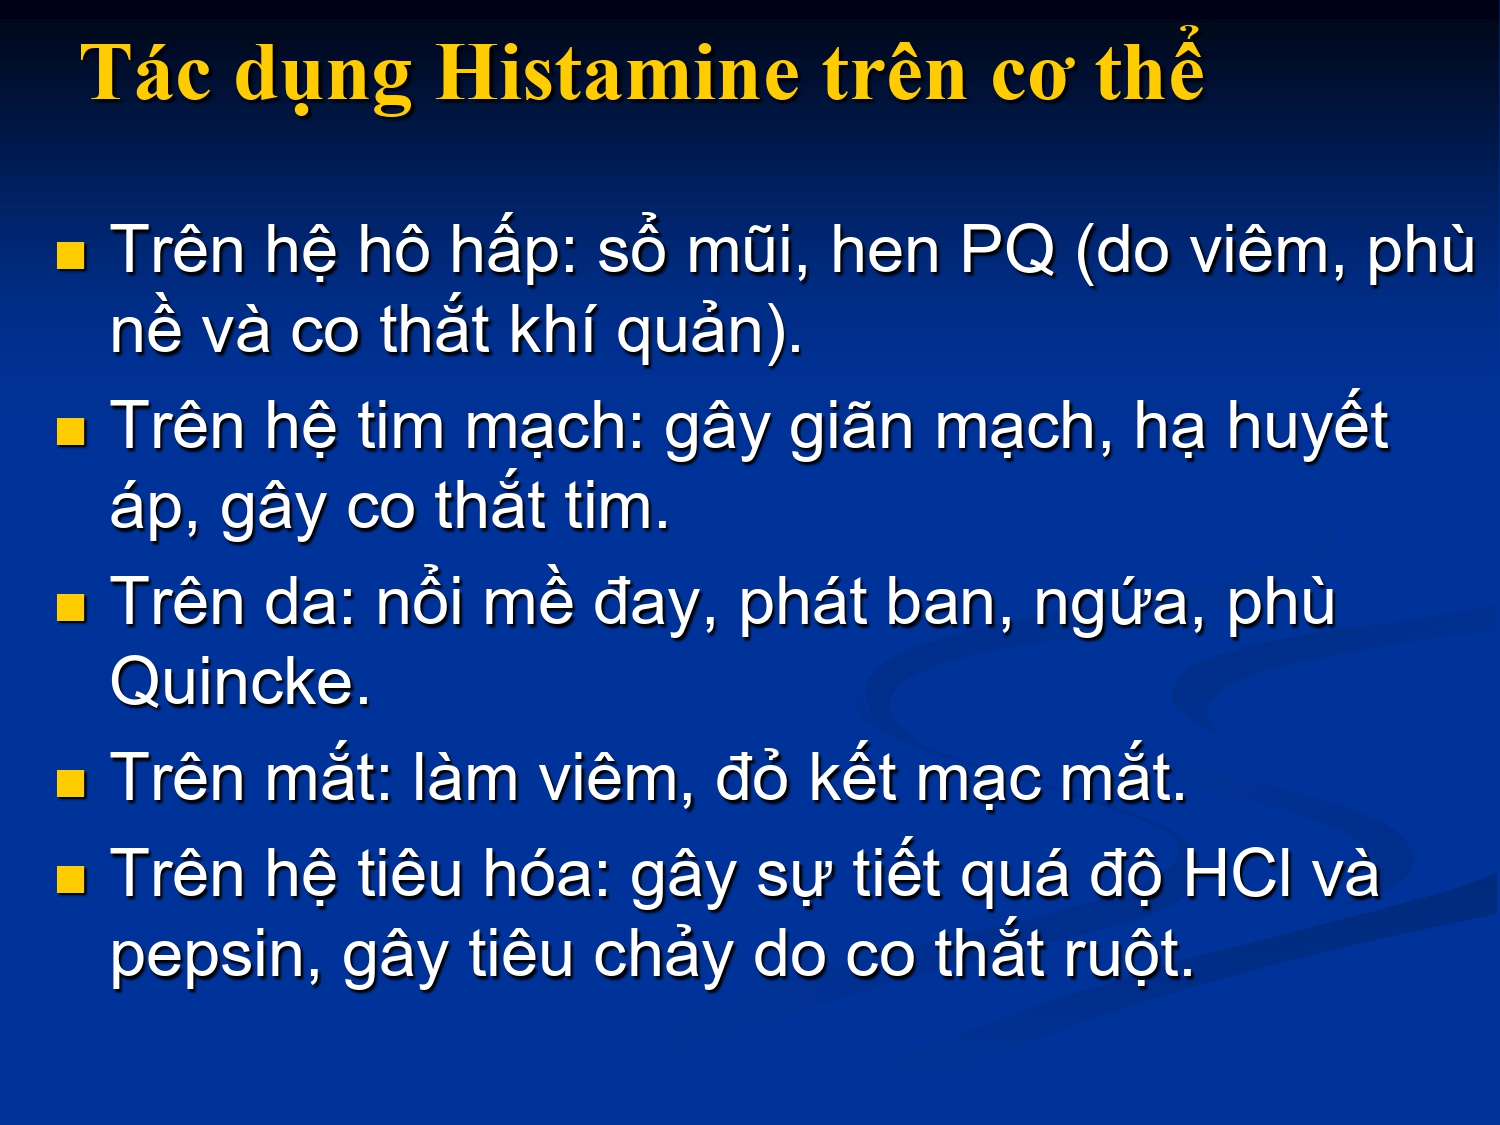 Tác dụng Histamine trên cơ thể
Trên hệ hô hấp: sổ mũi, hen PQ (do viêm, phù
nề và co thắt khí quản).
Trên hệ tim mạch: gây giãn mạch, hạ huyết
áp, gây co thắt tim.
Trên da: nổi mề đay, phát ban, ngứa, phù
Quincke.
Trên mắt: làm viêm, đỏ kết mạc mắt.
Trên hệ tiêu hóa: gây sự tiết quá độ HCl và
pepsin, gây tiêu chảy do co thắt ruột.